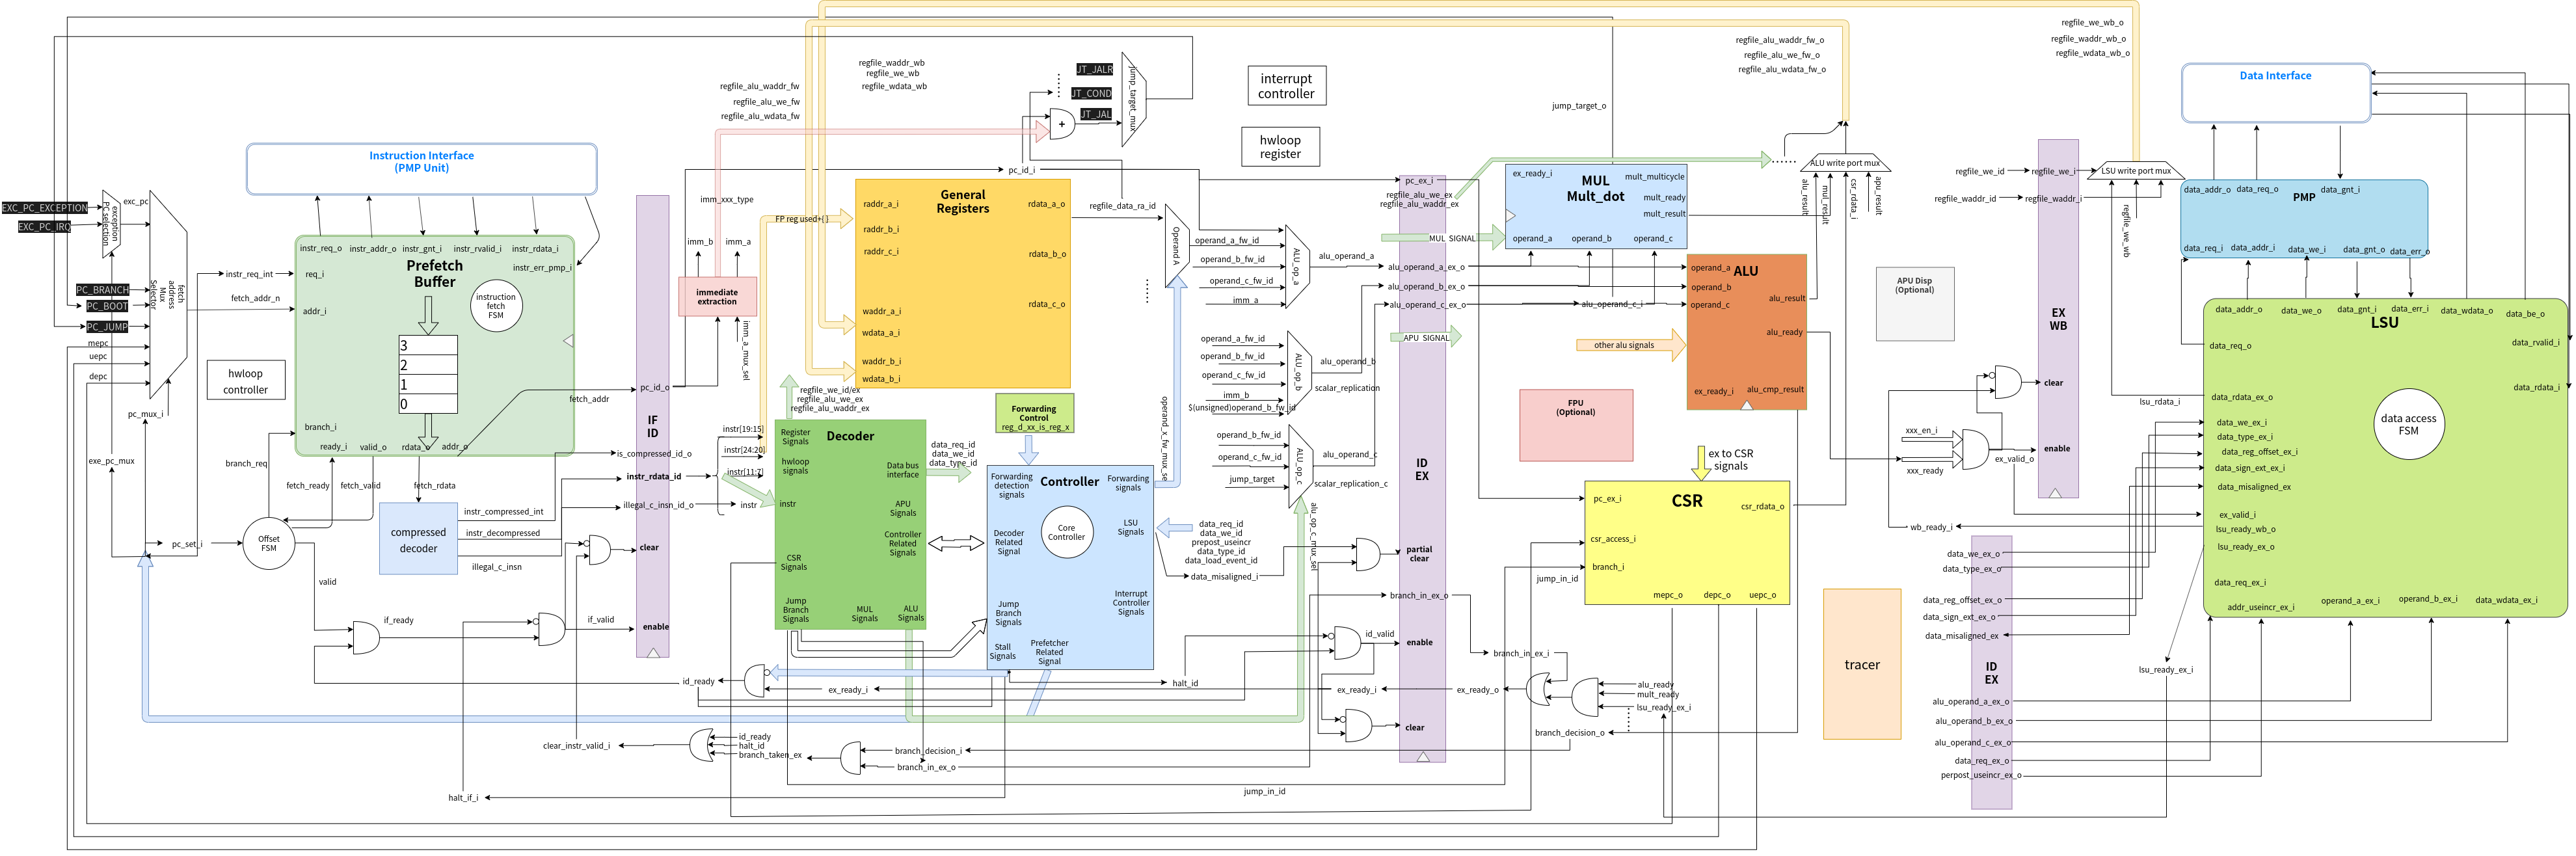 regfile_we_wb_o
regfile_waddr_wb_o
regfile_wdata_wb_o
regfile_alu_waddr_fw_o
regfile_alu_we_fw_o
regfile_alu_wdata_fw_o
regfile_waddr_wb
regfile_we_wb
regfile_wdata_wb
regfile_alu_waddr_fw
regfile_alu_we_fw
regfile_alu_wdata_fw
JT_JALR
JT_COND
JT_JAL
+
jump_target_mux
interrupt
controller
hwloop
register
jump_target_o
Data Interface
Instruction Interface
(PMP Unit)
EXC_PC_EXCEPTION
EXC_PC_IRQ
exception
PC selection
exc_pc
PC_BRANCH
PC_BOOT
PC_JUMP
mepc
uepc
depc
fetch
address
Mux
Selector
pc_mux_i
exe_pc_mux
pc_set_i
instr_req_int
fetch_addr_n
hwloop
controller
instr_req_o
instr_addr_o
instr_gnt_i
instr_rvalid_i
instr_rdata_i
instr_err_pmp_i
Prefetch
Buffer
req_i
addr_i
instruction
fetch
FSM
3
2
1
0
branch_i
ready_i
valid_o
rdata_o
addr_o
fetch_addr
branch_req
fetch_ready
fetch_valid
fetch_rdata
Offset
FSM
compressed
decoder
instr_compressed_int
instr_decompressed
illegal_c_insn
valid
if_ready
if_valid
pc_id_o
IF
ID
is_compressed_id_o
instr_rdata_id
illegal_c_insn_id_o
clear
enable
imm_xxx_type
imm_b
imm_a
immediate
extraction
imm_a_mux_sel
pc_id_i
FP reg used+{}
General
Registers
raddr_a_i
raddr_b_i
raddr_c_i
waddr_a_i
wdata_a_i
waddr_b_i
wdata_b_i
rdata_a_o
rdata_b_o
rdata_c_o
regfile_data_ra_id
Operand A
operand_x_fw_mux_se
regfile_we_id/ex
regfile_alu_we_ex
regfile_alu_waddr_ex
instr[19:15]
instr[24:20]
instr[11:7]
instr
Decoder
Register
Signals
hwloop
signals
instr
CSR
Signals
Jump
Branch
Signals
MUL
Signals
ALU
Signals
Data bus
interface
APU
Signals
Controller
Related
Signals
data_req_id
data_we_id
data_type_id
Forwarding
Control
reg_d_xx_is_reg_x
Controller
Forwarding
detection
signals
Forwarding
signals
Core
Controller
LSU
Signals
Decoder
Related
Signal
Jump
Branch
Signals
Interrupt
Controller
Signals
Stall
Signals
Prefetcher
Related
Signal
data_req_id
data_we_id
prepost_useincr
data_type_id
data_load_event_id
data_misaligned_i
operand_a_fw_id
operand_b_fw_id
operand_c_fw_id
imm_a
ALU_op_a
alu_operand_a
operand_a_fw_id
operand_b_fw_id
operand_c_fw_id
imm_b
$(unsigned)operand_b_fw_id
ALU_op_b
alu_operand_b
scalar_replication
operand_b_fw_id
operand_c_fw_id
jump_target
ALU_op_c
alu_operand_c
scalar_replication_c
alu_op_c_mux_sel
pc_ex_i
regfile_alu_we_ex
regfile_alu_waddr_ex
MUL SIGNAL
alu_operand_a_ex_o
alu_operand_b_ex_o
alu_operand_c_ex_o
APU SIGNAL
ID
EX
partial
clear
branch_in_ex_o
enable
clear
id_valid
halt_id
id_ready
ex_ready_i
ex_ready_i
ex_ready_o
branch_in_ex_i
alu_ready
mult_ready
lsu_ready_ex_i
branch_decision_o
clear_instr_valid_i
id_ready
halt_id
branch_taken_ex
branch_decision_i
branch_in_ex_o
halt_if_i
jump_in_id
MUL
Mult_dot
ex_ready_i
mult_multicycle
mult_ready
mult_result
operand_a
operand_b
operand_c
ALU
operand_a
operand_b
operand_c
alu_operand_c_i
alu_result
alu_ready
other alu signals
ex_ready_i
alu_cmp_result
FPU
(Optional)
ex to CSR
signals
CSR
pc_ex_i
csr_rdata_o
csr_access_i
branch_i
jump_in_id
mepc_o
depc_o
uepc_o
ALU write port mux
alu_result
mul_result
csr_rdata_i
apu_result
APU Disp
(Optional)
tracer
xxx_en_i
xxx_ready
ex_valid_o
wb_ready_i
regfile_we_id
regfile_waddr_id
regfile_we_i
regfile_waddr_i
EX
WB
clear
enable
LSU write port mux
regfile_we_wb
lsu_rdata_i
PMP
data_addr_o
data_req_o
data_gnt_i
data_req_i
data_addr_i
data_we_i
data_gnt_o
data_err_o
LSU
data_addr_o
data_we_o
data_gnt_i
data_err_i
data_wdata_o
data_be_o
data_req_o
data_rvalid_i
data_rdata_i
data_rdata_ex_o
data_we_ex_i
data_type_ex_i
data_reg_offset_ex_i
data_sign_ext_ex_i
data_misaligned_ex
ex_valid_i
lsu_ready_wb_o
lsu_ready_ex_o
data access
FSM
data_req_ex_i
addr_useincr_ex_i
operand_a_ex_i
operand_b_ex_i
data_wdata_ex_i
data_we_ex_o
data_type_ex_o
data_reg_offset_ex_o
data_sign_ext_ex_o
data_misaligned_ex
ID
EX
alu_operand_a_ex_o
alu_operand_b_ex_o
alu_operand_c_ex_o
data_req_ex_o
perpost_useincr_ex_o
lsu_ready_ex_i